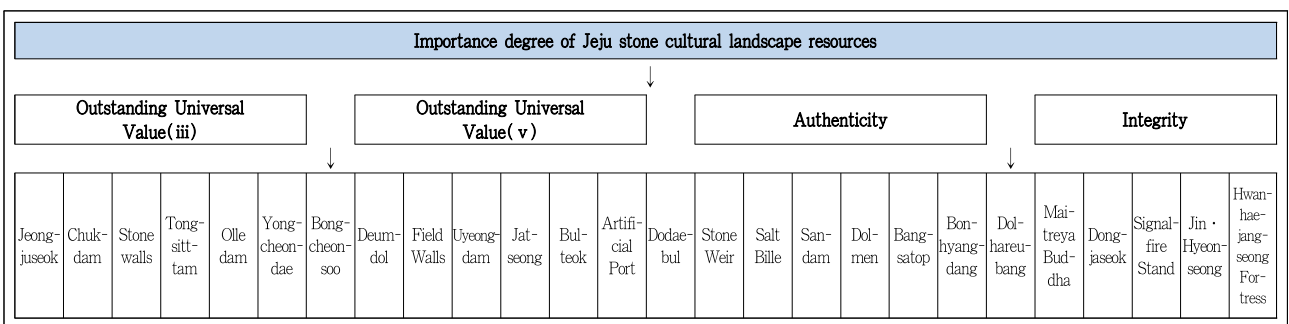 Importance degree of Jeju stone cultural landscape resources
↓
Outstanding Universal
Value(ⅲ)
Outstanding Universal
Value(ⅴ)
Authenticity
Integrity
↓
↓
Jeong-
juseok
Chuk-
dam
Stone
walls
Tong-
sitt-
tam
Olle
dam
Yong-
cheon-
dae
Bong-
cheon-
soo
Deum-
dol
Field
Walls
Uyeong-
dam
Jat-
seong
Bul-
teok
Artifi-
cial
Port
Dodae-
bul
Stone
Weir
Salt
Bille
San-
dam
Dol-
men
Bang-
satop
Bon-
hyang-
dang
Dol-
hareu-
bang
Mai-
treya
Bud-
dha
Dong-
jaseok
Signal-
fire
Stand
Jin·
Hyeon-
seong
Hwan-
hae-
jang-
seong
For-
tress